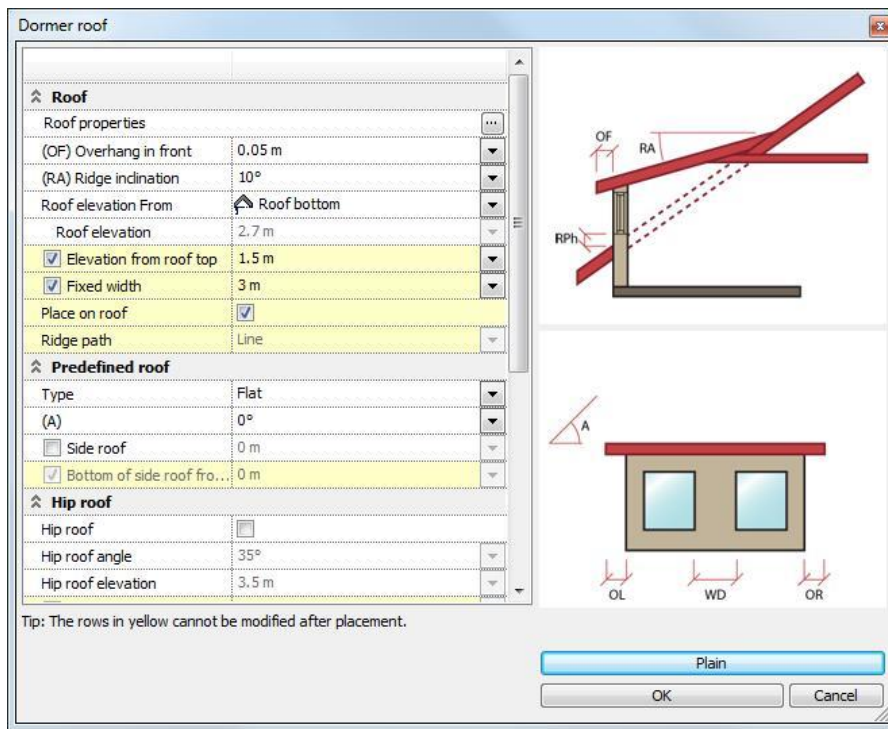 Dormer roof
Roof
Roof properties ...
(OF) Overhang in front 0.05 m
(RA) Ridge inclination 10°
Roof elevation From Roof bottom
Roof elevation 2.7 m
Elevation from roof top 1.5 m
Fixed width 3 m
Place on roof
Ridge path Line
Predefined roof
Type Flat
(A) 0°
Side roof 0 m
Bottom of side roof fro... 0 m
Hip roof
Hip roof
Hip roof angle 35°
Hip roof elevation 3.5 m
Tip: The rows in yellow cannot be modified after placement.
OF
RA
RPh
A
OL WD OR
Plain
OK Cancel